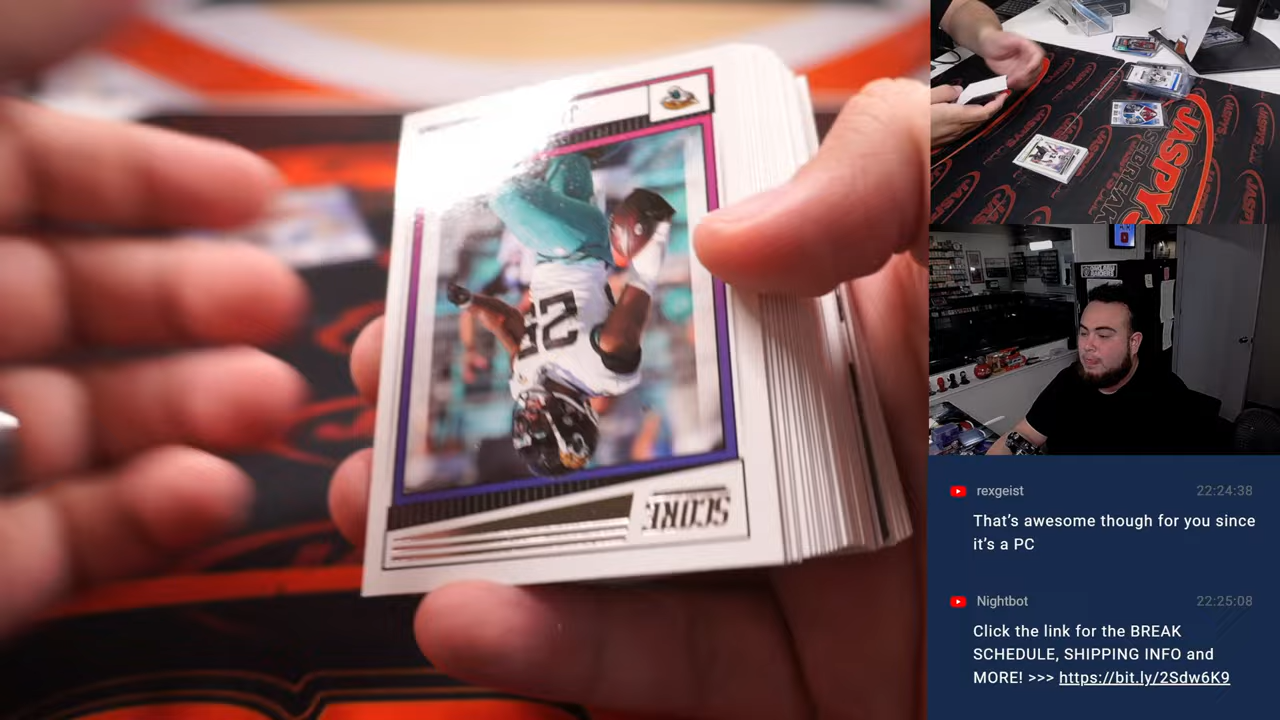 SCORE
JASPYS
rexgeist
22:24:38
That's awesome though for you since
it's a PC
Nightbot
22:25:08
Click the link for the BREAK
SCHEDULE, SHIPPING INFO and
MORE! >>> https://bit.ly/2Sdw6K9